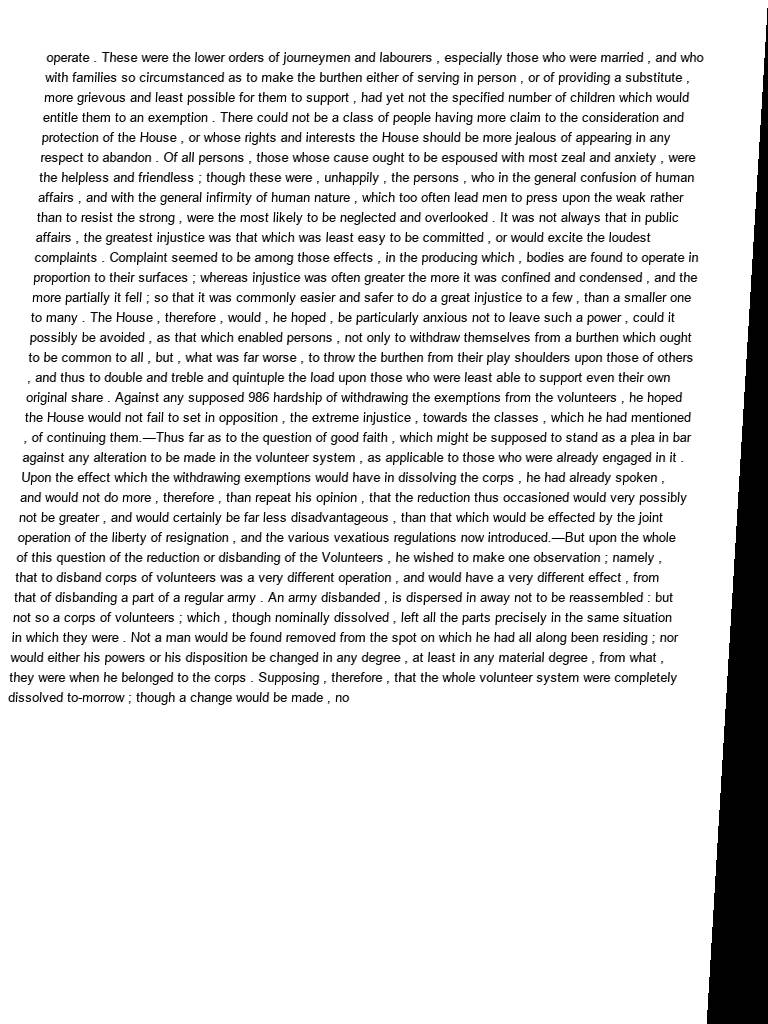 operate . These were the lower orders of journeymen and labourers , especially those who were married , and who
with families so circumstanced as to make the burthen either of serving in person , or of providing a substitute ,
more grievous and least possible for them to support , had yet not the specified number of children which would
entitle them to an exemption . There could not be a class of people having more claim to the consideration and
protection of the House , or whose rights and interests the House should be more jealous of appearing in any
respect to abandon . Of all persons , those whose cause ought to be espoused with most zeal and anxiety , were
the helpless and friendless ; though these were , unhappily , the persons , who in the general confusion of human
affairs , and with the general infirmity of human nature , which too often lead men to press upon the weak rather
than to resist the strong , were the most likely to be neglected and overlooked . It was not always that in public
affairs , the greatest injustice was that which was least easy to be committed , or would excite the loudest
complaints . Complaint seemed to be among those effects , in the producing which , bodies are found to operate in
proportion to their surfaces ; whereas injustice was often greater the more it was confined and condensed , and the
more partially it fell ; so that it was commonly easier and safer to do a great injustice to a few , than a smaller one
to many . The House , therefore , would , he hoped , be particularly anxious not to leave such a power , could it
possibly be avoided , as that which enabled persons , not only to withdraw themselves from a burthen which ought
to be common to all , but , what was far worse , to throw the burthen from their play shoulders upon those of others
, and thus to double and treble and quintuple the load upon those who were least able to support even their own
original share . Against any supposed 986 hardship of withdrawing the exemptions from the volunteers , he hoped
the House would not fail to set in opposition , the extreme injustice , towards the classes , which he had mentioned
, of continuing them.—Thus far as to the question of good faith , which might be supposed to stand as a plea in bar
against any alteration to be made in the volunteer system , as applicable to those who were already engaged in it .
Upon the effect which the withdrawing exemptions would have in dissolving the corps , he had already spoken ,
and would not do more , therefore , than repeat his opinion , that the reduction thus occasioned would very possibly
not be greater , and would certainly be far less disadvantageous , than that which would be effected by the joint
operation of the liberty of resignation , and the various vexatious regulations now introduced.—But upon the whole
of this question of the reduction or disbanding of the Volunteers , he wished to make one observation ; namely ,
that to disband corps of volunteers was a very different operation , and would have a very different effect , from
that of disbanding a part of a regular army . An army disbanded , is dispersed in away not to be reassembled : but
not so a corps of volunteers ; which , though nominally dissolved , left all the parts precisely in the same situation
in which they were . Not a man would be found removed from the spot on which he had all along been residing ; nor
would either his powers or his disposition be changed in any degree , at least in any material degree , from what ,
they were when he belonged to the corps . Supposing , therefore , that the whole volunteer system were completely
dissolved to-morrow ; though a change would be made , no